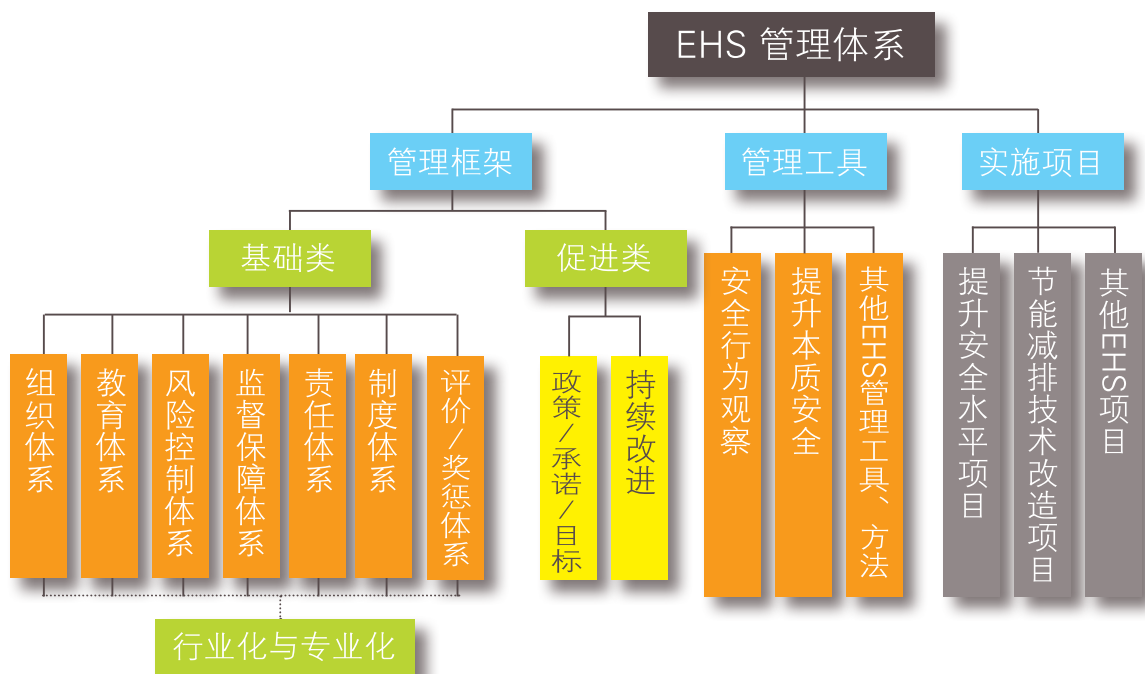 EHS 管理体系
管理框架
管理工具
实施项目
基础类
促进类
组织体系
教育体系
风险控制体系
监督保障体系
责任体系
制度体系
评价/奖惩体系
政策/承诺/目标
持续改进
安全行为观察
提升本质安全
其他EHS管理工具、方法
提升安全水平项目
节能减排技术改造项目
其他EHS项目
行业化与专业化